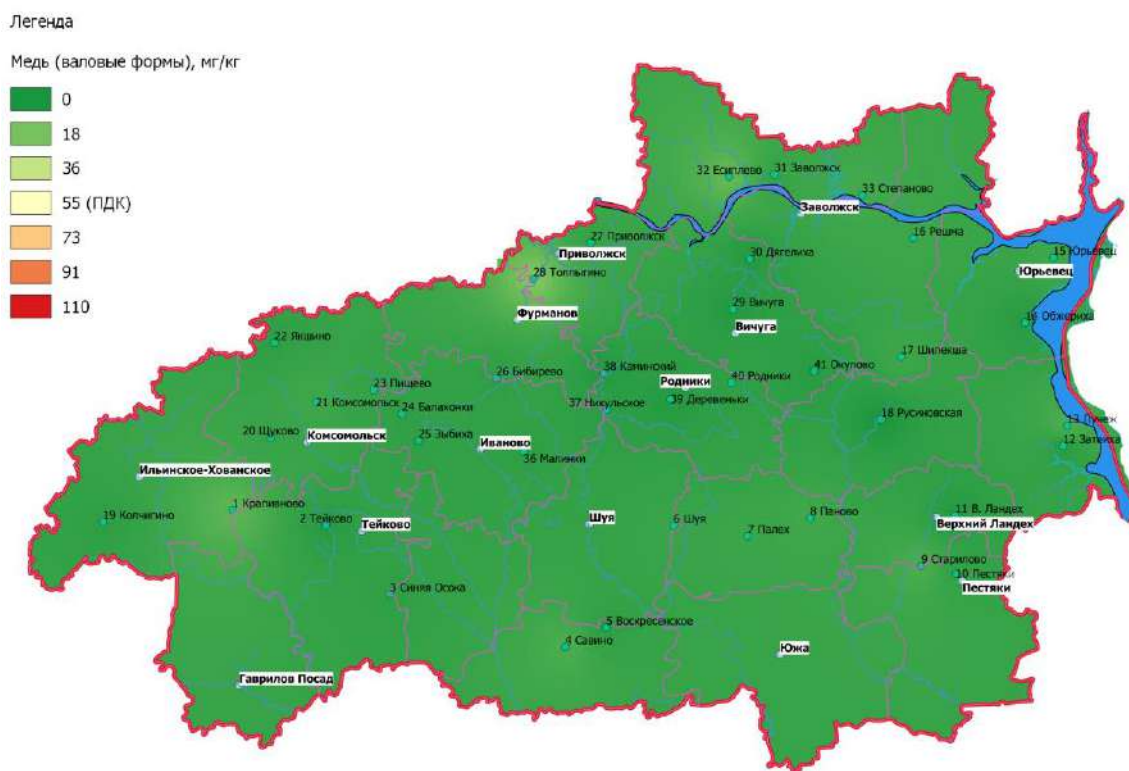 Легенда
Медь (валовые формы), мг/кг
0
18
36
55 (ПДК)
73
91
110
32 Есиплево
31 Заволжск
33 Степаново
Заволжск
16 Решма
27 Приволжск
Приволжск
30 Дягелиха
15 Юрьевец
Юрьевец
28 Толпыгино
Фурманов
29 Вичуга
Вичуга
14 Обжериха
22 Якшино
17 Шилекша
38 Каминский
41 Окулово
26 Бибирево
Родники
40 Родники
23 Пищево
21 Комсомольск
39 Деревеньки
24 Балахонки
37 Никульское
18 Русиновская
13 Лужа
20 Щуково
Комсомольск
25 Зыбиха
Иваново
12 Затеиха
36 Малинки
Ильинское-Хованское
1 Крапивново
19 Колчигино
2 Тейково
Тейково
Шуя
6 Шуя
8 Паново
11 В. Ландех
Верхний Ландех
7 Палех
9 Старилово
10 Пестяки
Пестяки
3 Синяя Осока
5 Воскресенское
4 Савино
Южа
Гаврилов Посад